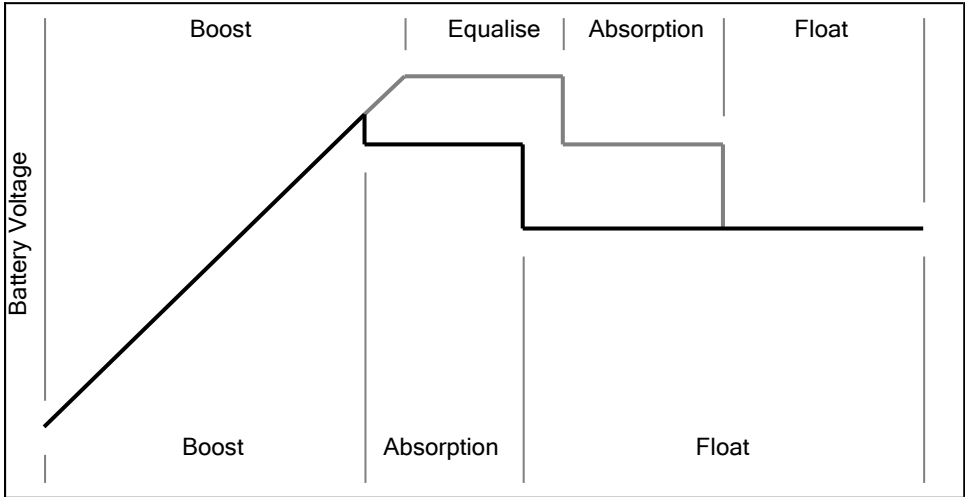 Boost
Equalise
Absorption
Float
Battery Voltage
Boost
Absorption
Float